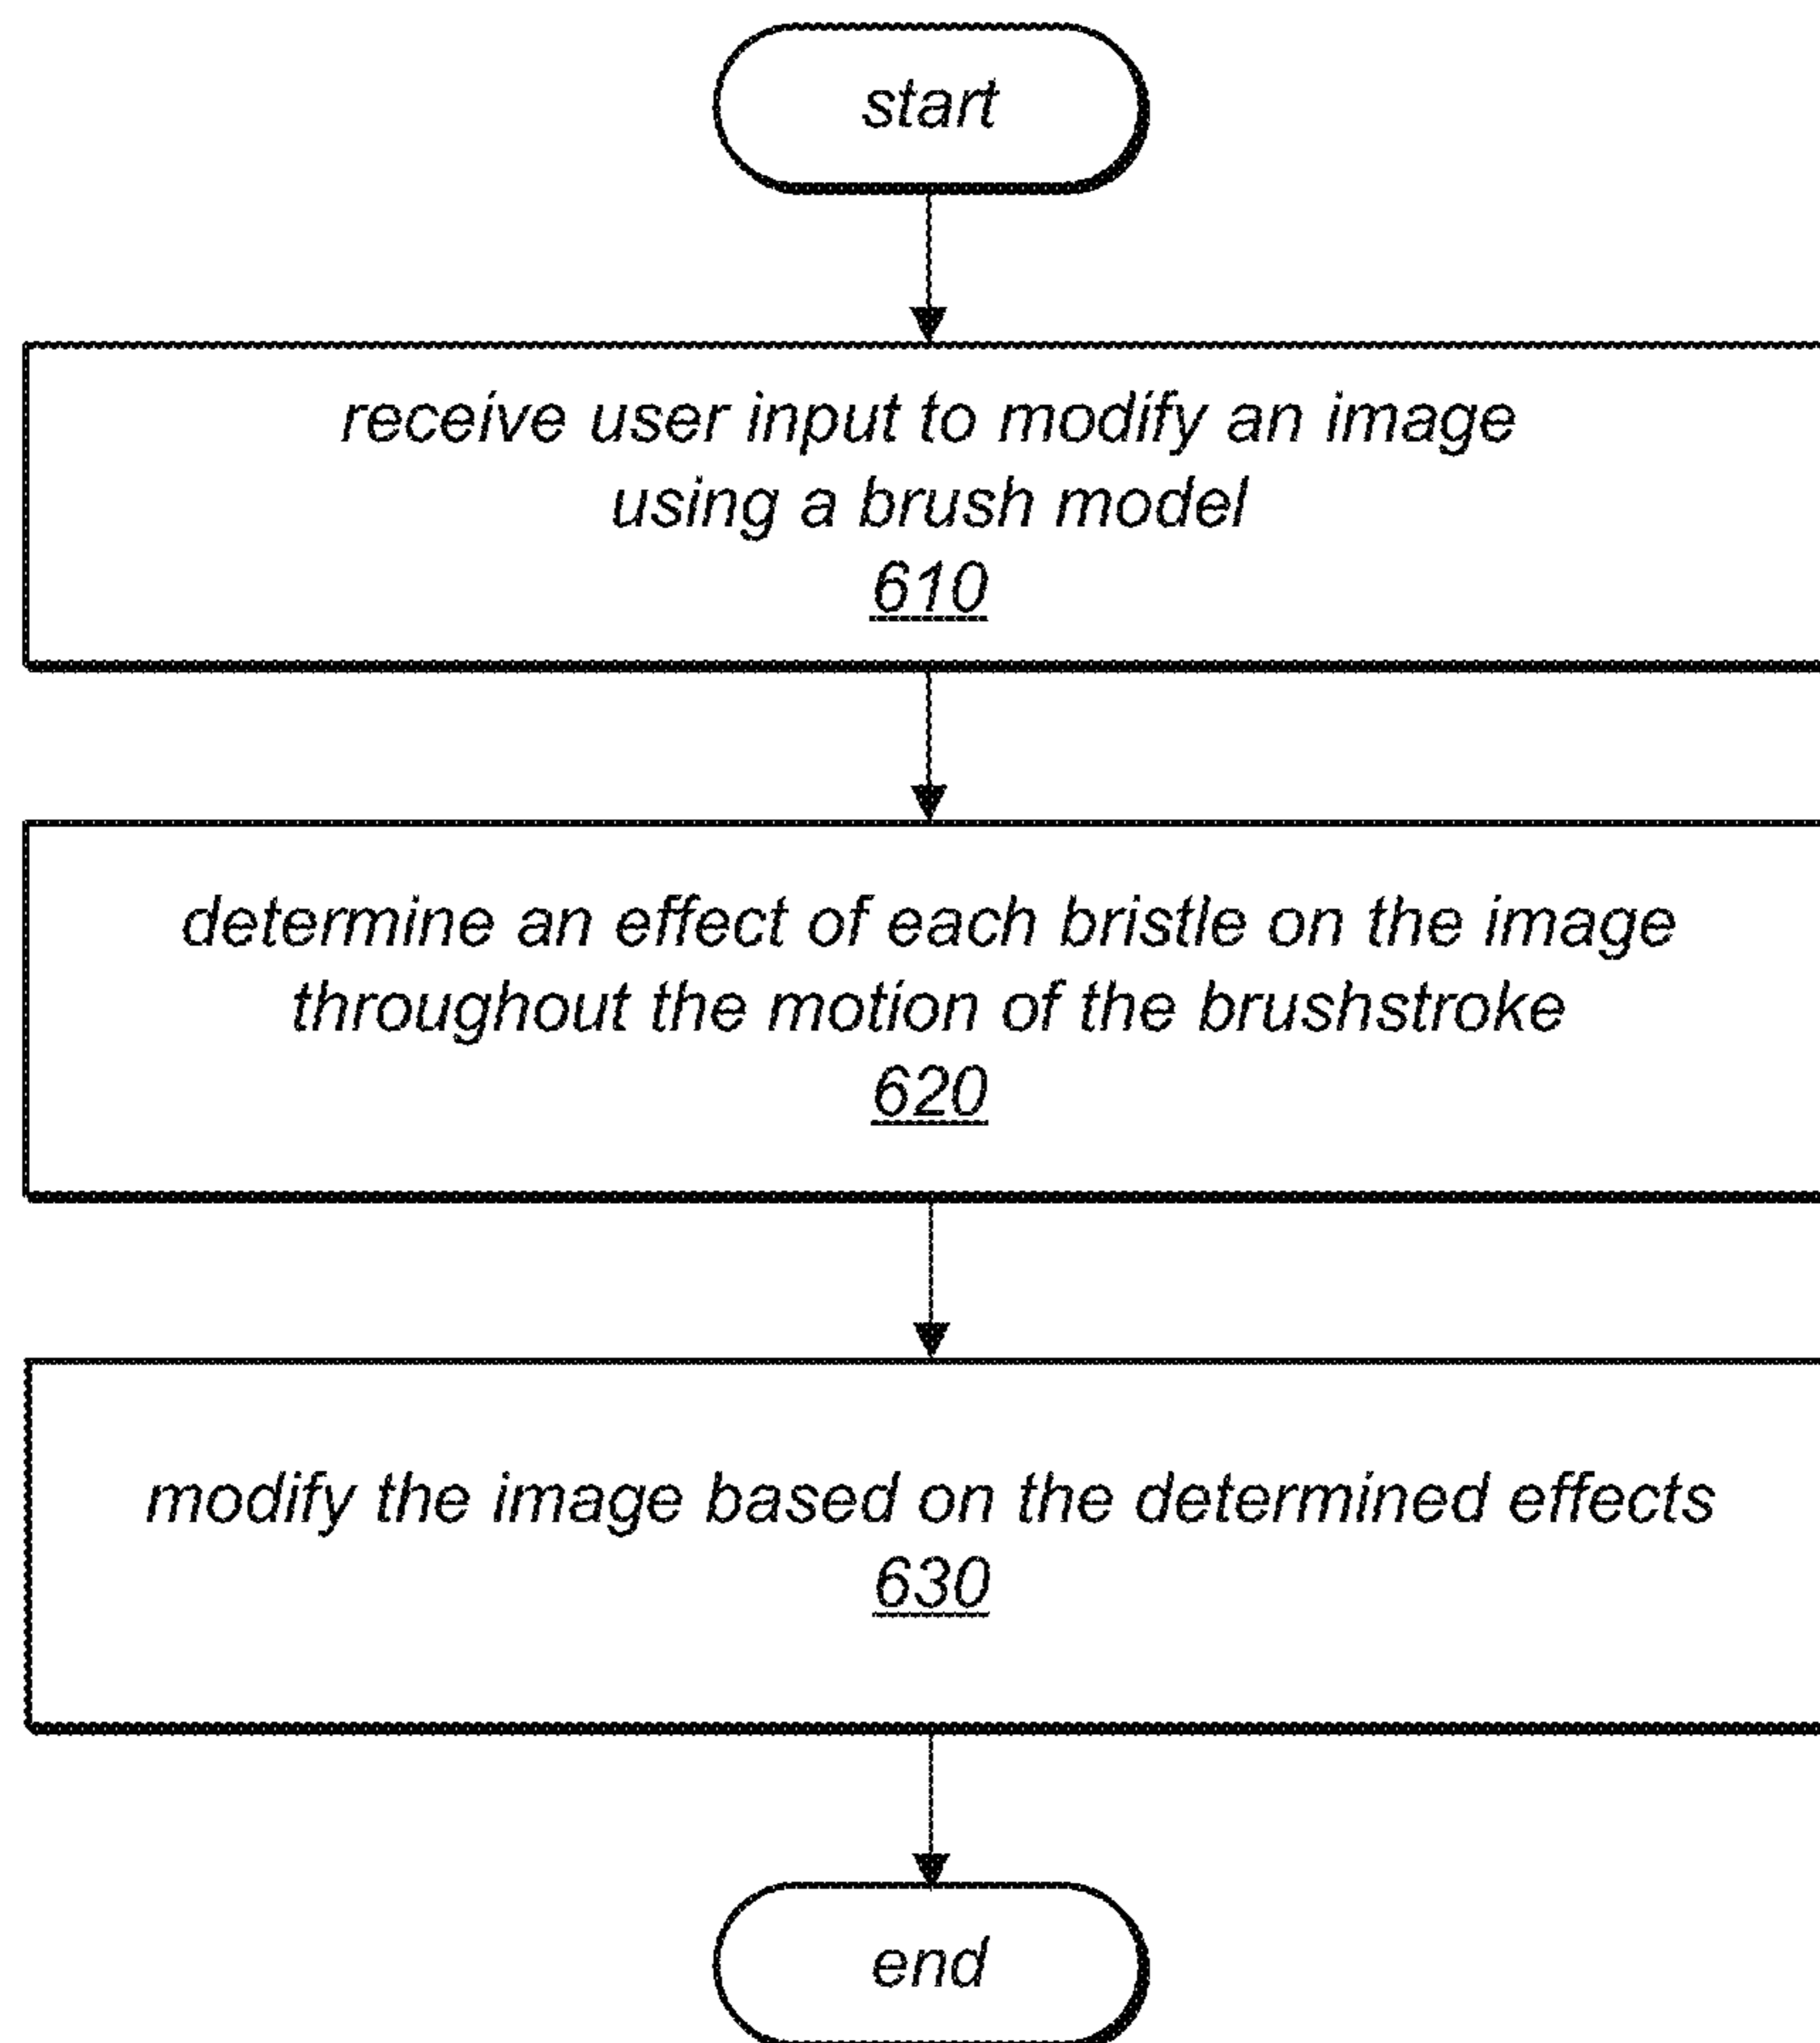 start
receive user input to modify an image
using a brush model
610
determine an effect of each bristle on the image
throughout the motion of the brushstroke
620
modify the image based on the determined effects
630
end